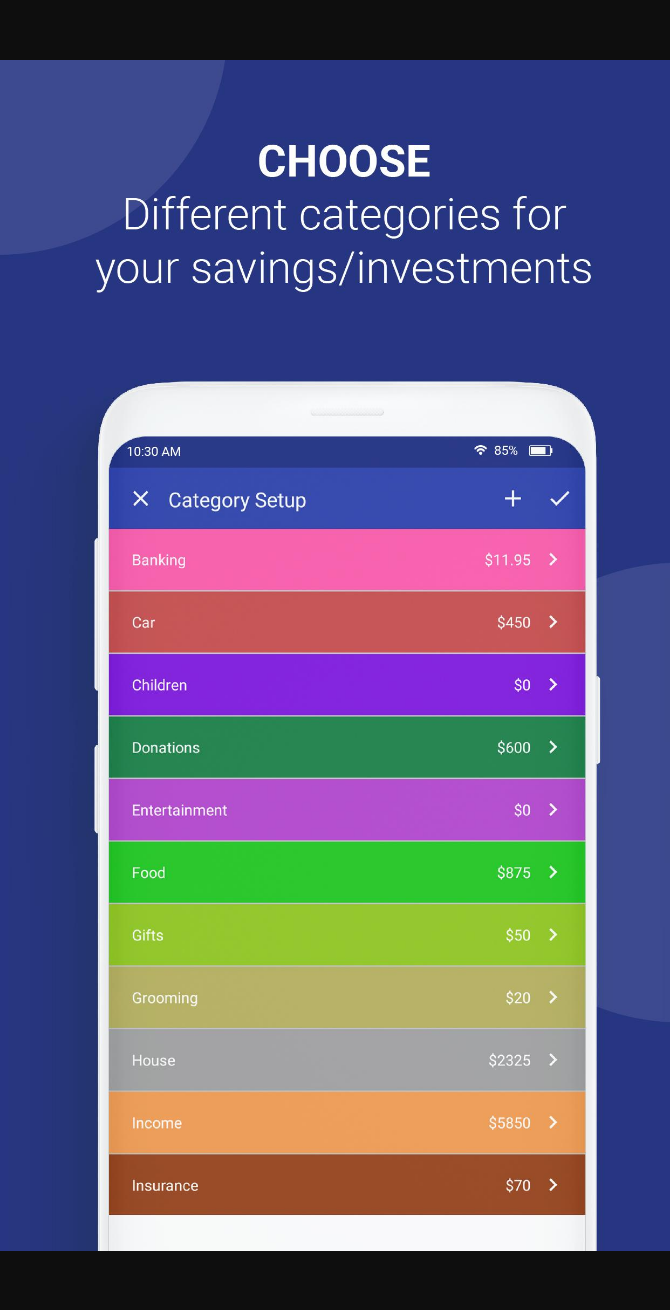 CHOOSE
Different categories for
your savings/investments
10:30 AM 85%
Category Setup
Banking $11.95
Car $450
Children $0
Donations $600
Entertainment $0
Food $875
Gifts $50
Grooming $20
House $2325
Income $5850
Insurance $70